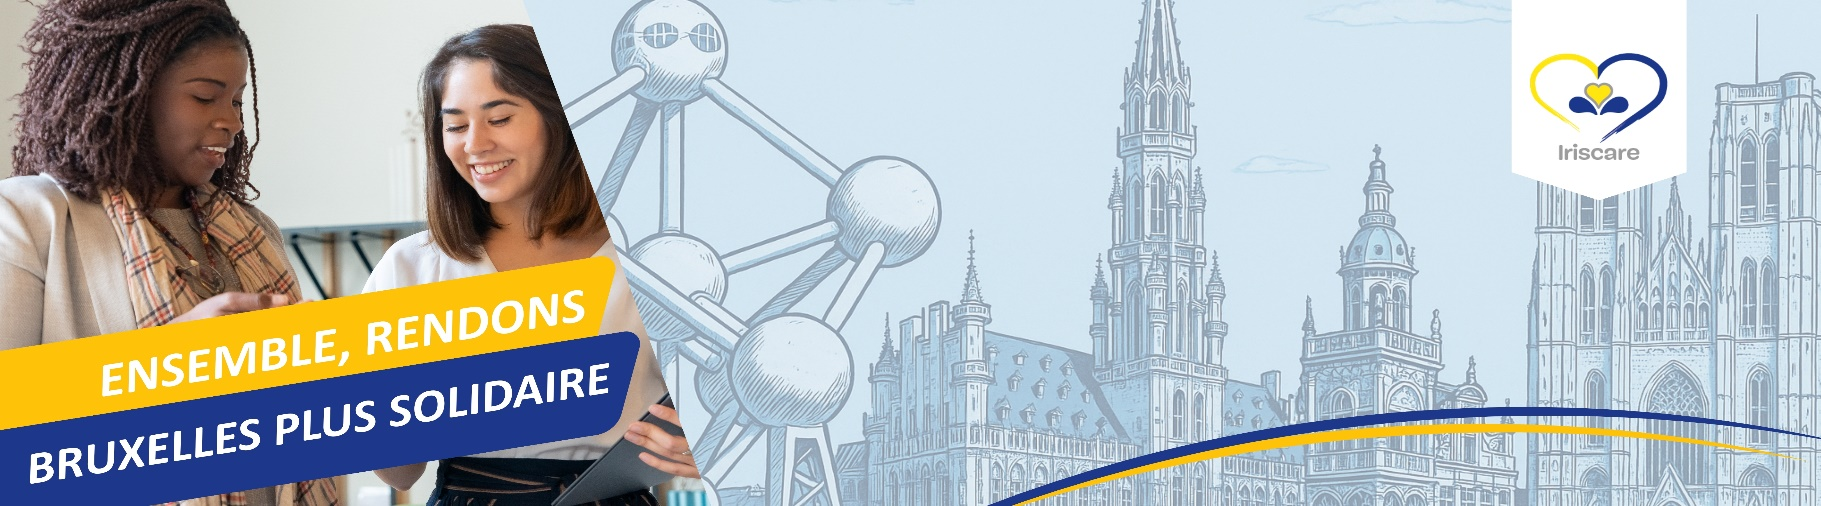 ENSEMBLE, RENDONS
BRUXELLES PLUS SOLIDAIRE
Iriscare